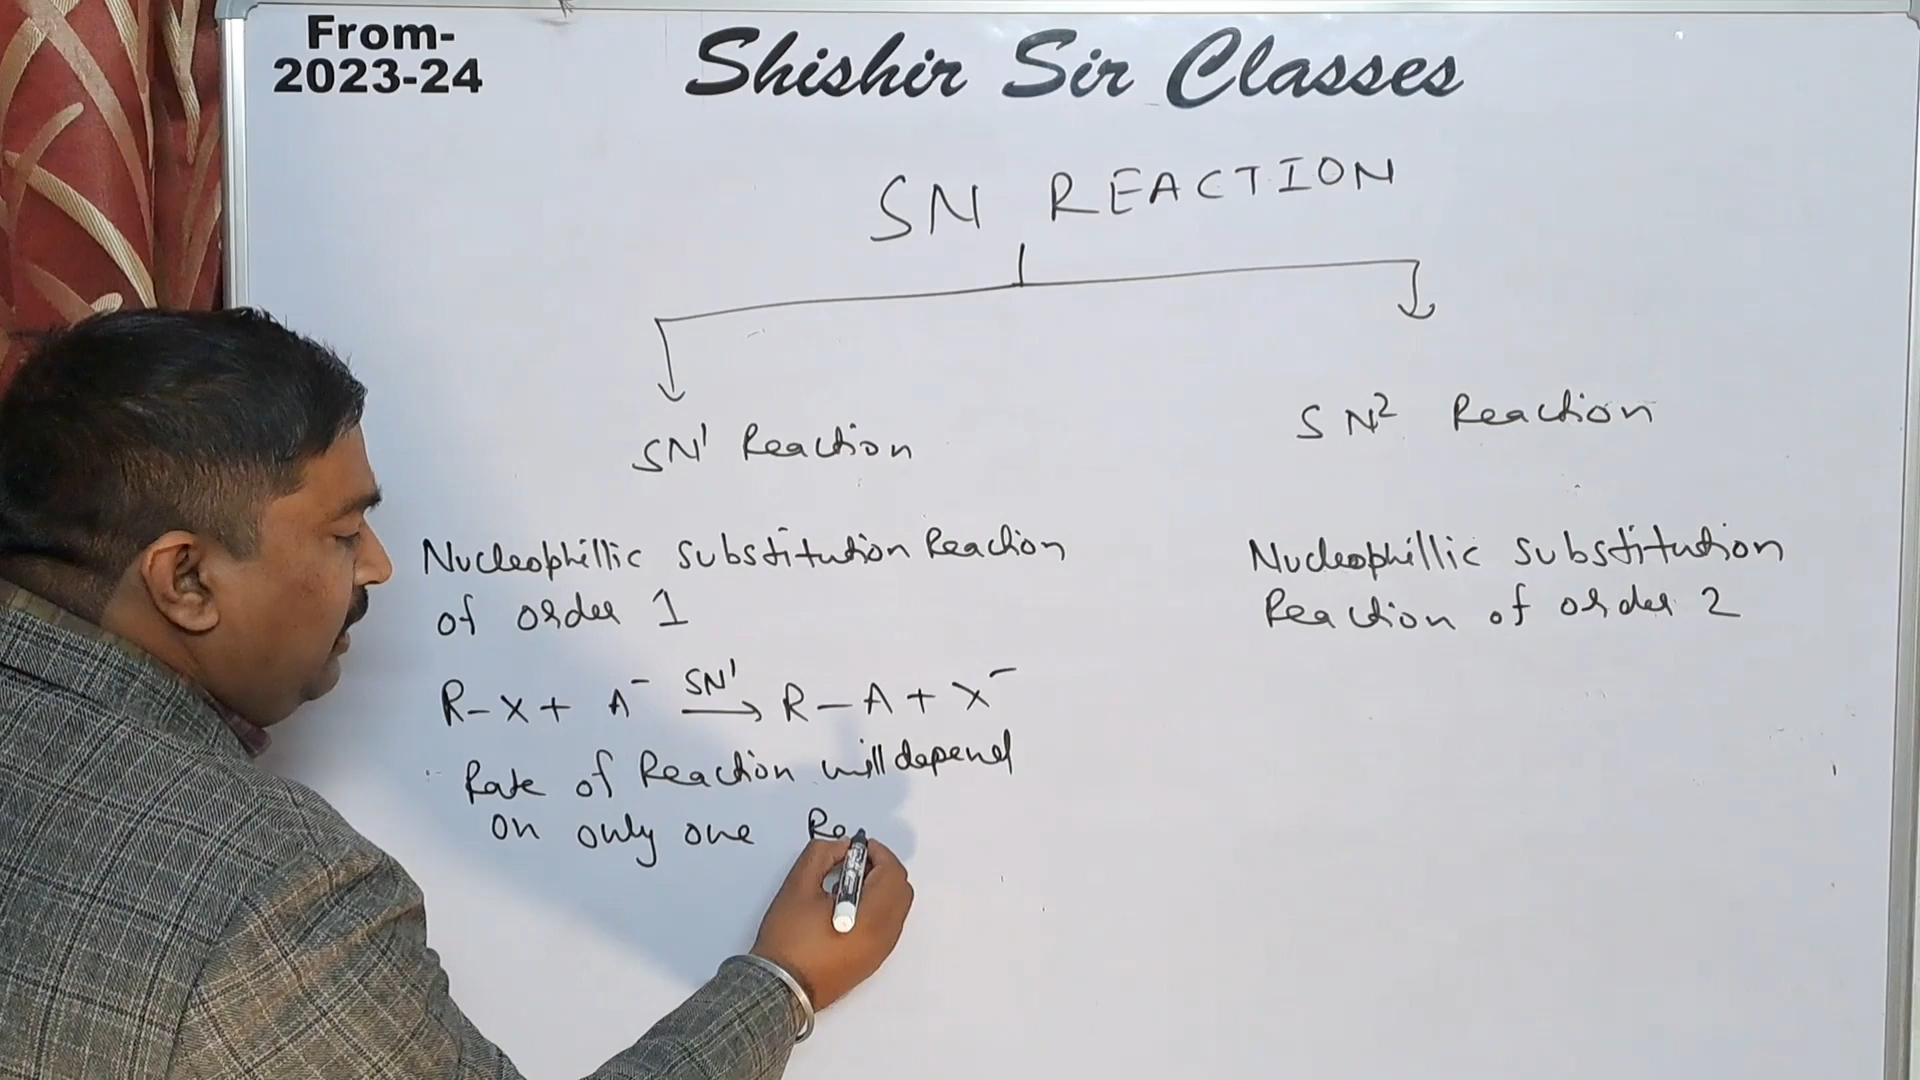 From-
2023-24
Shishir Sir Classes
SN REACTION
SN¹ Reaction
SN² Reaction
Nucleophillic substitution Reaction
of order 1
R-X + A⁻ SN¹→ R-A + X⁻
Rate of Reaction will depend
on only one Rea
Nucleophillic substitution
Reaction of order 2